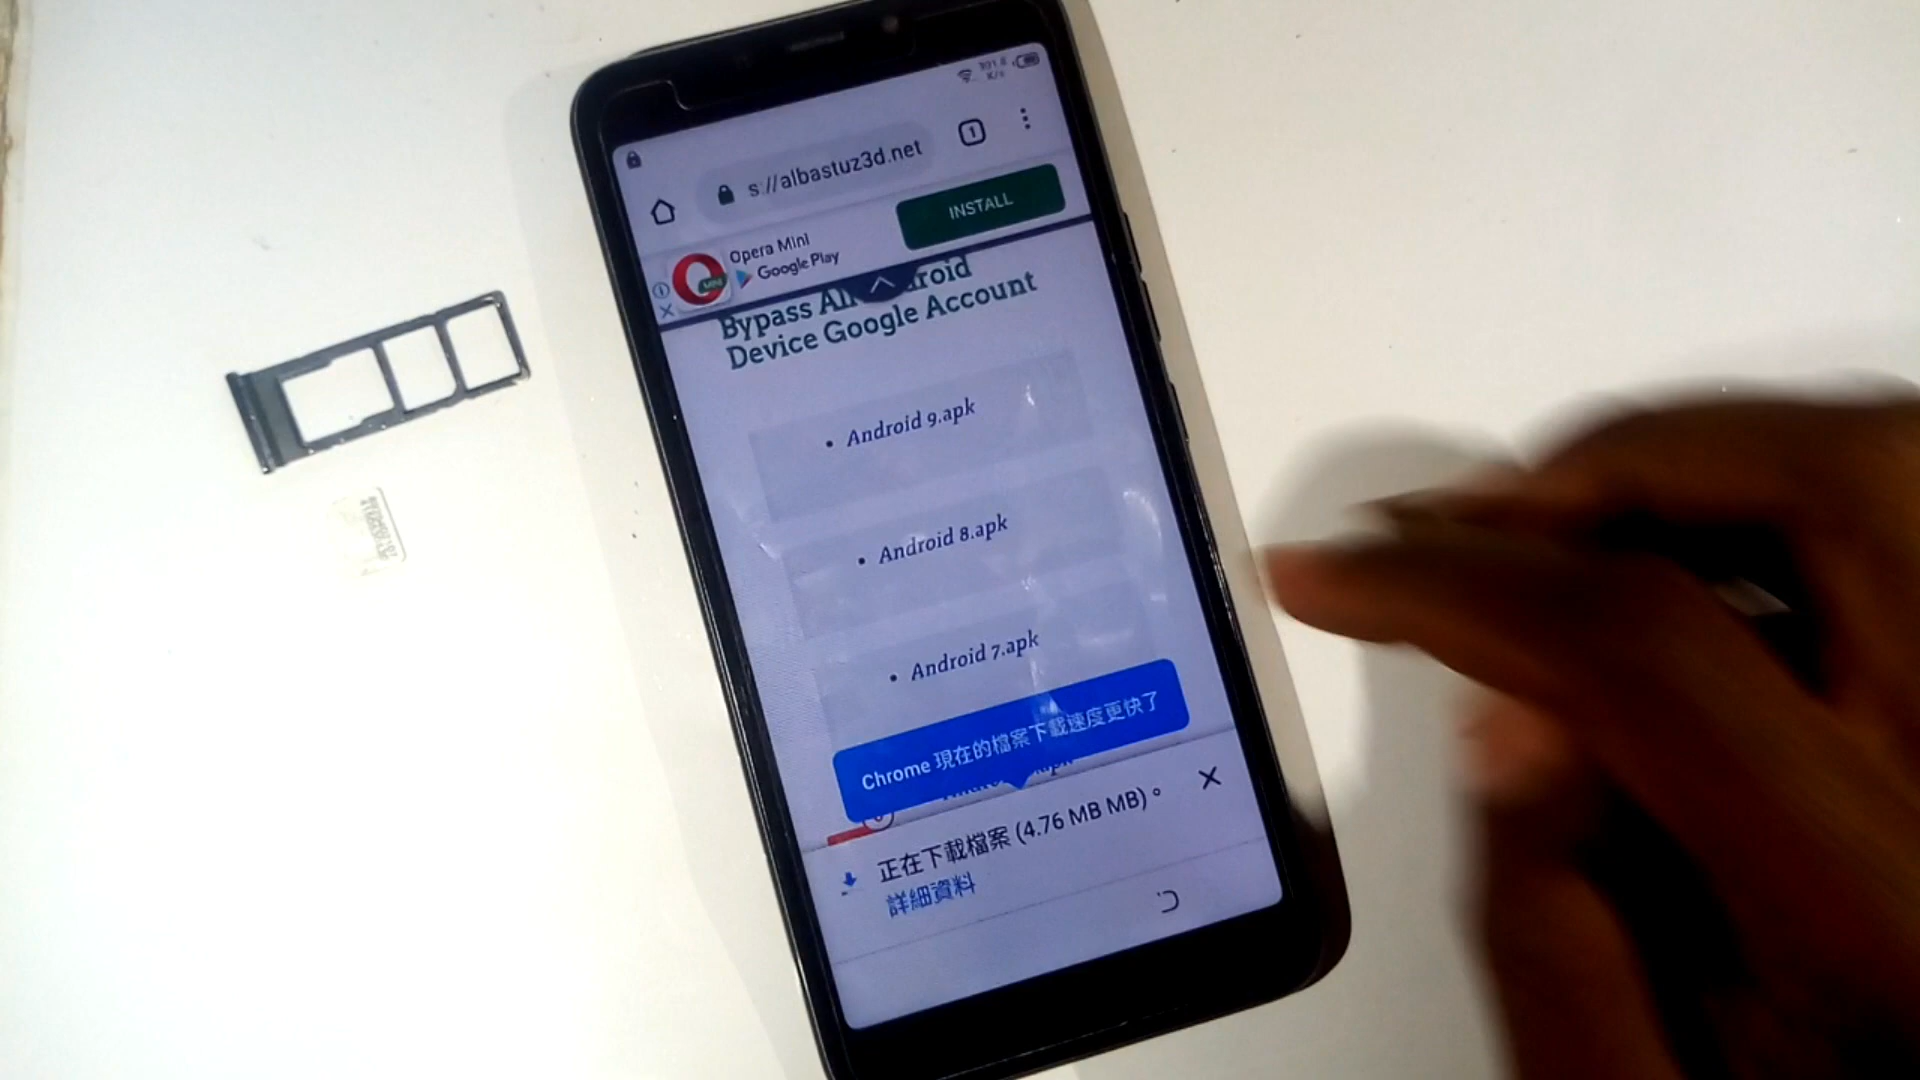 s://albastuz3d.net
1
INSTALL
Opera Mini
Google Play
Device Google Account
Bypass
• Android 9.apk
• Android 8.apk
• Android 7.apk
Chrome 現在的檔案下載速度更快了
正在下載檔案 (4.76 MB MB)。
詳細資料